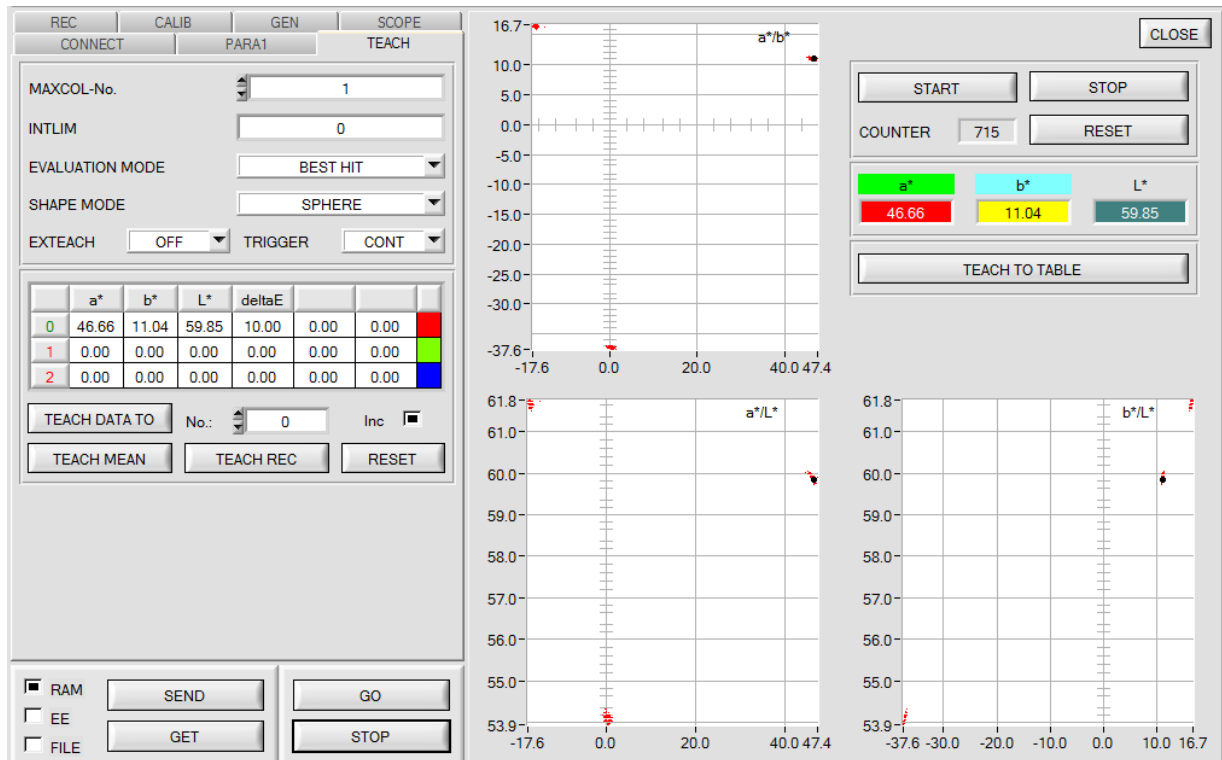 REC CALIB GEN SCOPE
CONNECT PARA1 TEACH
MAXCOL-No. 1
INTLIM 0
EVALUATION MODE BEST HIT
SHAPE MODE SPHERE
EXTEACH OFF TRIGGER CONT
a* b* L* deltaE
0 46.66 11.04 59.85 10.00 0.00 0.00
1 0.00 0.00 0.00 0.00 0.00 0.00
2 0.00 0.00 0.00 0.00 0.00 0.00
TEACH DATA TO No.: 0 Inc
TEACH MEAN TEACH REC RESET
RAM
EE
FILE
SEND
GET
GO
STOP
a*/b*
16.7
10.0
5.0
0.0
-5.0
-10.0
-15.0
-20.0
-25.0
-30.0
-37.6
-17.6 0.0 20.0 40.0 47.4
a*/L*
61.8
61.0
60.0
59.0
58.0
57.0
56.0
55.0
53.9
-17.6 0.0 20.0 40.0 47.4
CLOSE
START STOP
COUNTER 715 RESET
a* b* L*
46.66 11.04 59.85
TEACH TO TABLE
b*/L*
61.8
61.0
60.0
59.0
58.0
57.0
56.0
55.0
53.9
-37.6 -30.0 -20.0 -10.0 0.0 10.0 16.7